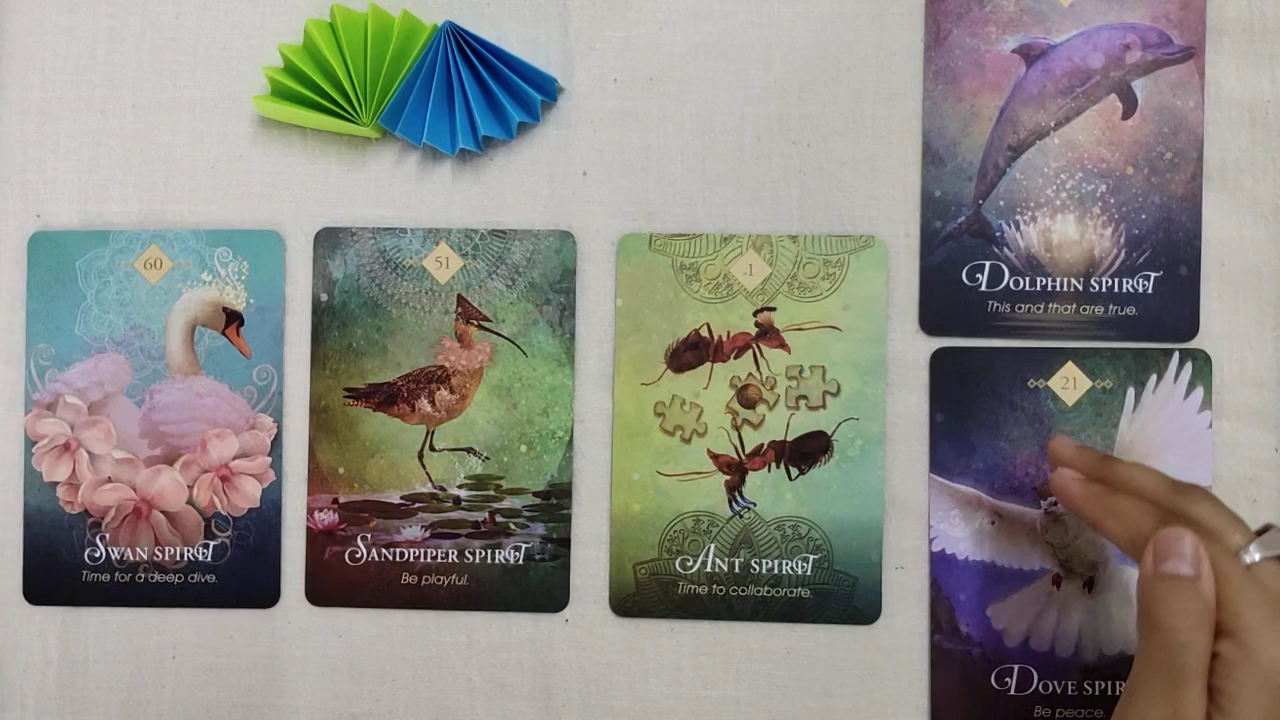 60
SWAN SPIRIT
Time for a deep dive.
51
SANDPIPER SPIRIT
Be playful.
1
ANT SPIRIT
Time to collaborate.
DOLPHIN SPIRIT
This and that are true.
21
DOVE SPIR
Be peace.